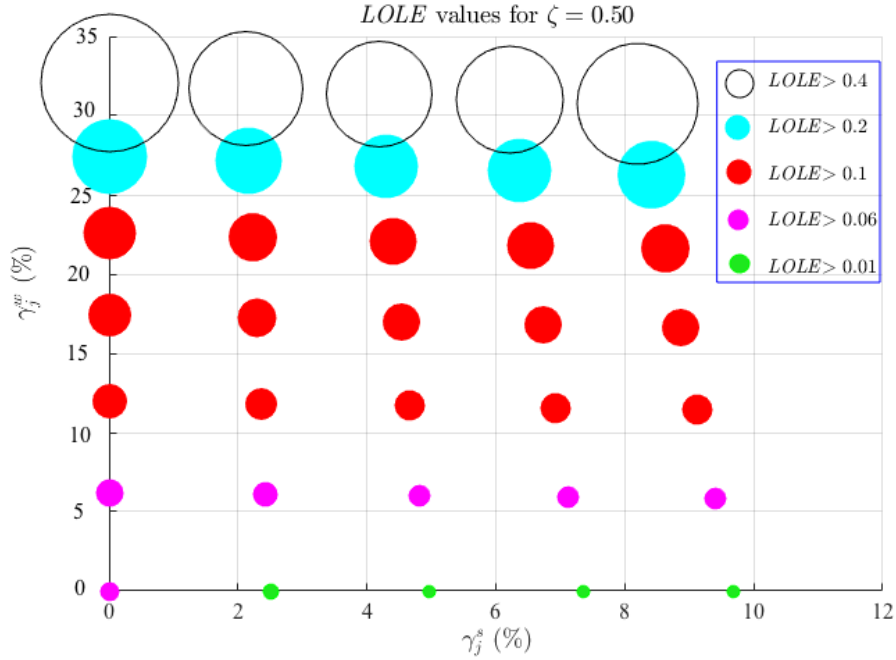 LOLE values for ζ = 0.50
35
30
25
20
15
10
5
0
γ_j^w (%)
0 2 4 6 8 10 12
γ_j^s (%)
LOLE > 0.4
LOLE > 0.2
LOLE > 0.1
LOLE > 0.06
LOLE > 0.01